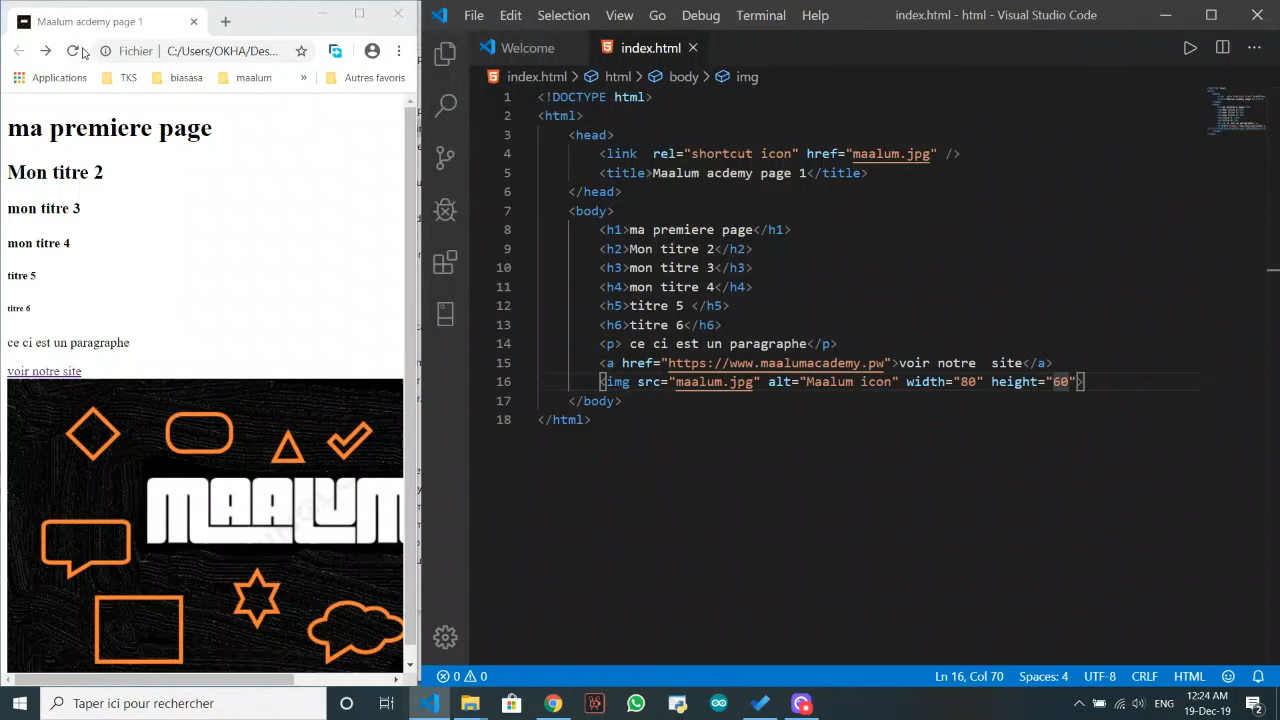 Maalum acdemy page 1
Fichier
C:/Users/OKHA/Des...
Applications
TKS
biasasa
maalum
»
Autres favoris
ma premiere page
Mon titre 2
mon titre 3
mon titre 4
titre 5
titre 6
ce ci est un paragraphe
voir notre site
MAALUM
File Edit Selection View Go Debug Terminal Help
index.html - html - Visual Studio Code
Welcome
index.html
index.html > html > body > img
1 <!DOCTYPE html>
2 <html>
3 <head>
4 <link  rel="shortcut icon" href="maalum.jpg" />
5 <title>Maalum acdemy page 1</title>
6 </head>
7 <body>
8 <h1>ma premiere page</h1>
9 <h2>Mon titre 2</h2>
10 <h3>mon titre 3</h3>
11 <h4>mon titre 4</h4>
12 <h5>titre 5 </h5>
13 <h6>titre 6</h6>
14 <p> ce ci est un paragraphe</p>
15 <a href="https://www.maalumacademy.pw">voir notre  site</a>
16 <img src="maalum.jpg" alt="Maalum icon" width="80" height="60">
17 </body>
18 </html>
0 0
Ln 16, Col 70
Spaces: 4
UTF-8
CRLF
HTML
Taper ici pour rechercher
ENG
12:24 AM
19-Dec-19
2